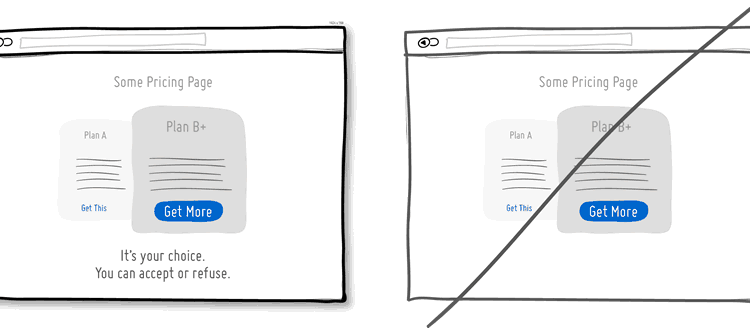 Some Pricing Page
Plan A
Plan B+
Get This
Get More
It's your choice.
You can accept or refuse.
Some Pricing Page
Plan A
Plan B+
Get This
Get More